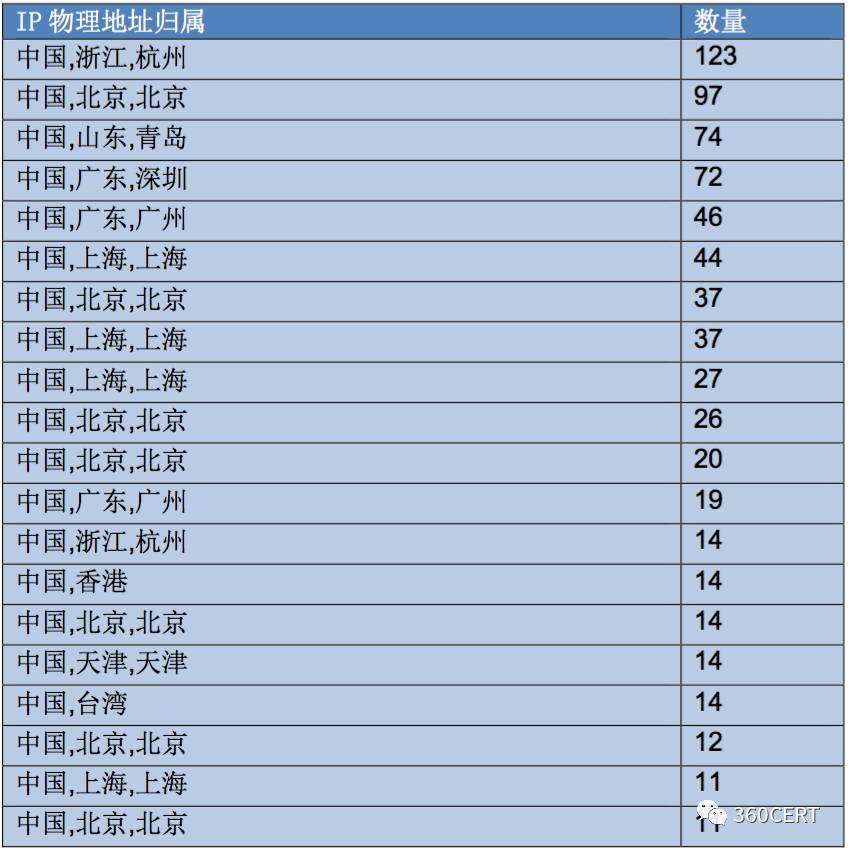 IP 物理地址归属 数量
中国,浙江,杭州 123
中国,北京,北京 97
中国,山东,青岛 74
中国,广东,深圳 72
中国,广东,广州 46
中国,上海,上海 44
中国,北京,北京 37
中国,上海,上海 37
中国,上海,上海 27
中国,北京,北京 26
中国,北京,北京 20
中国,广东,广州 19
中国,浙江,杭州 14
中国,香港 14
中国,北京,北京 14
中国,天津,天津 14
中国,台湾 14
中国,北京,北京 12
中国,上海,上海 11
中国,北京,北京 11
360CERT